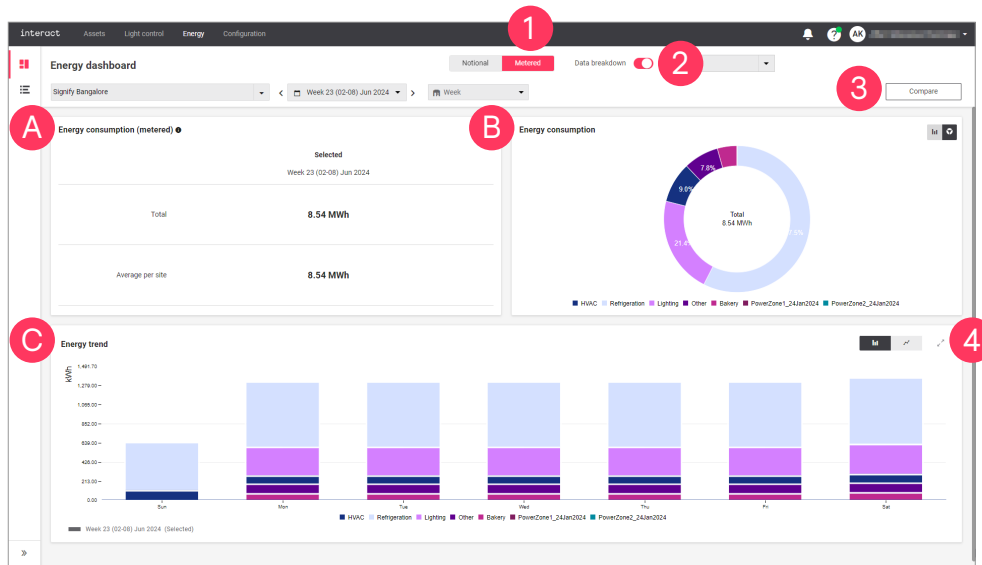 interact Assets Light control Energy Configuration 1 AK
Energy dashboard Notional Metered Data breakdown 2
Signify Bangalore Week 23 (02-08) Jun 2024 Week 3 Compare
A Energy consumption (metered) B Energy consumption
Selected
Week 23 (02-08) Jun 2024
Total 8.54 MWh
Average per site 8.54 MWh
7.8%
9.0%
21.4%
Total
8.54 MWh
HVAC Refrigeration Lighting Other Bakery PowerZone1_24Jan2024 PowerZone2_24Jan2024
C Energy trend 4
kWh
1,491.70
1,279.00
1,065.00
852.00
639.00
426.00
213.00
0.00
Sun Mon Tue Wed Thu Fri Sat
HVAC Refrigeration Lighting Other Bakery PowerZone1_24Jan2024 PowerZone2_24Jan2024
Week 23 (02-08) Jun 2024 (Selected)